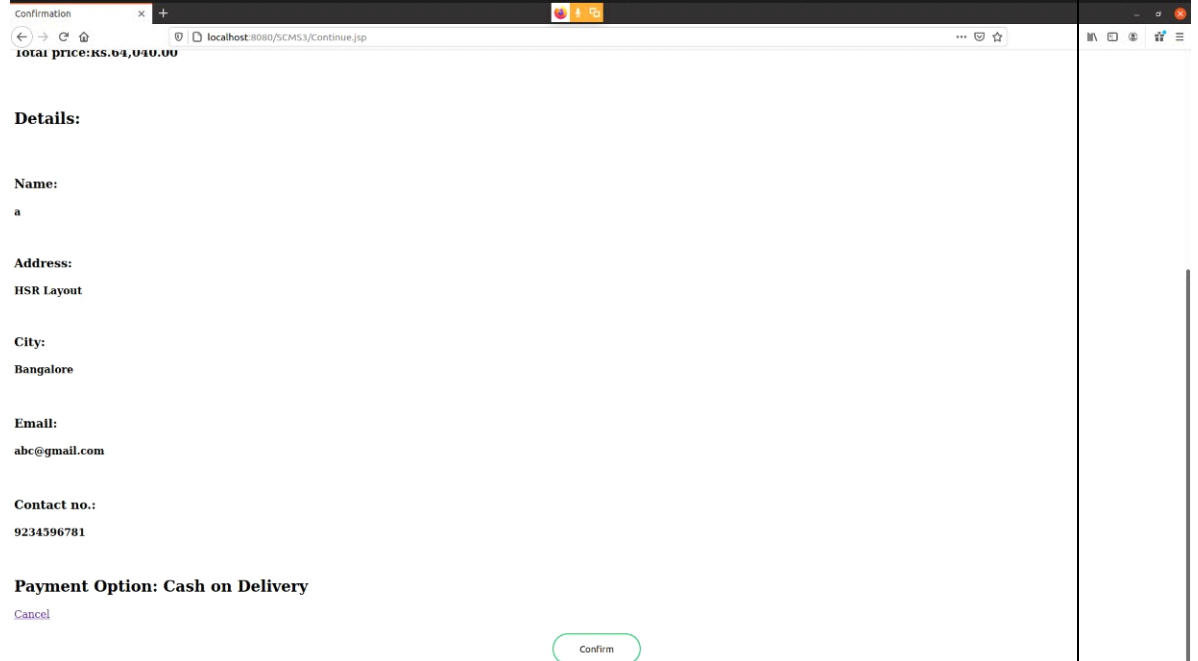 Confirmation
localhost:8080/SCMS3/Continue.jsp
Total price:Rs.64,040.00
Details:
Name:
a
Address:
HSR Layout
City:
Bangalore
Email:
abc@gmail.com
Contact no.:
9234596781
Payment Option: Cash on Delivery
Cancel
Confirm